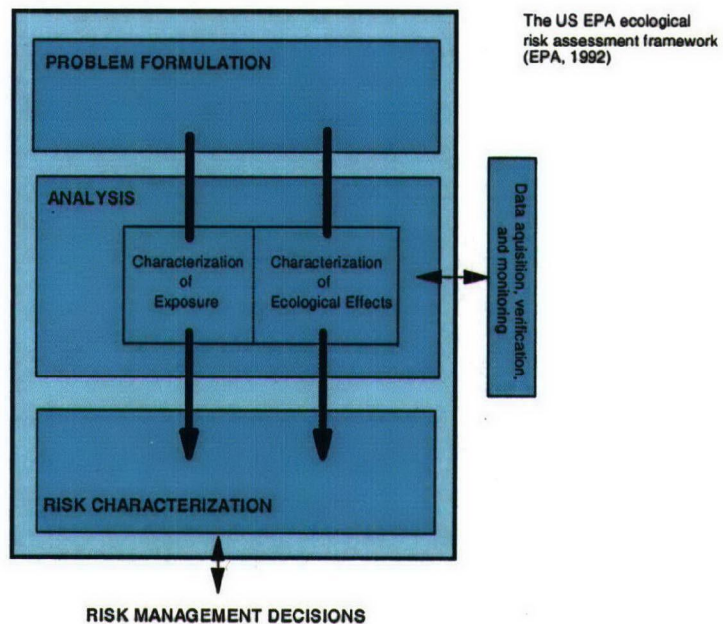 The US EPA ecological
risk assessment framework
(EPA, 1992)
PROBLEM FORMULATION
ANALYSIS
Characterization
of
Exposure
Characterization
of
Ecological Effects
Data aquisition, verification,
and monitoring
RISK CHARACTERIZATION
RISK MANAGEMENT DECISIONS